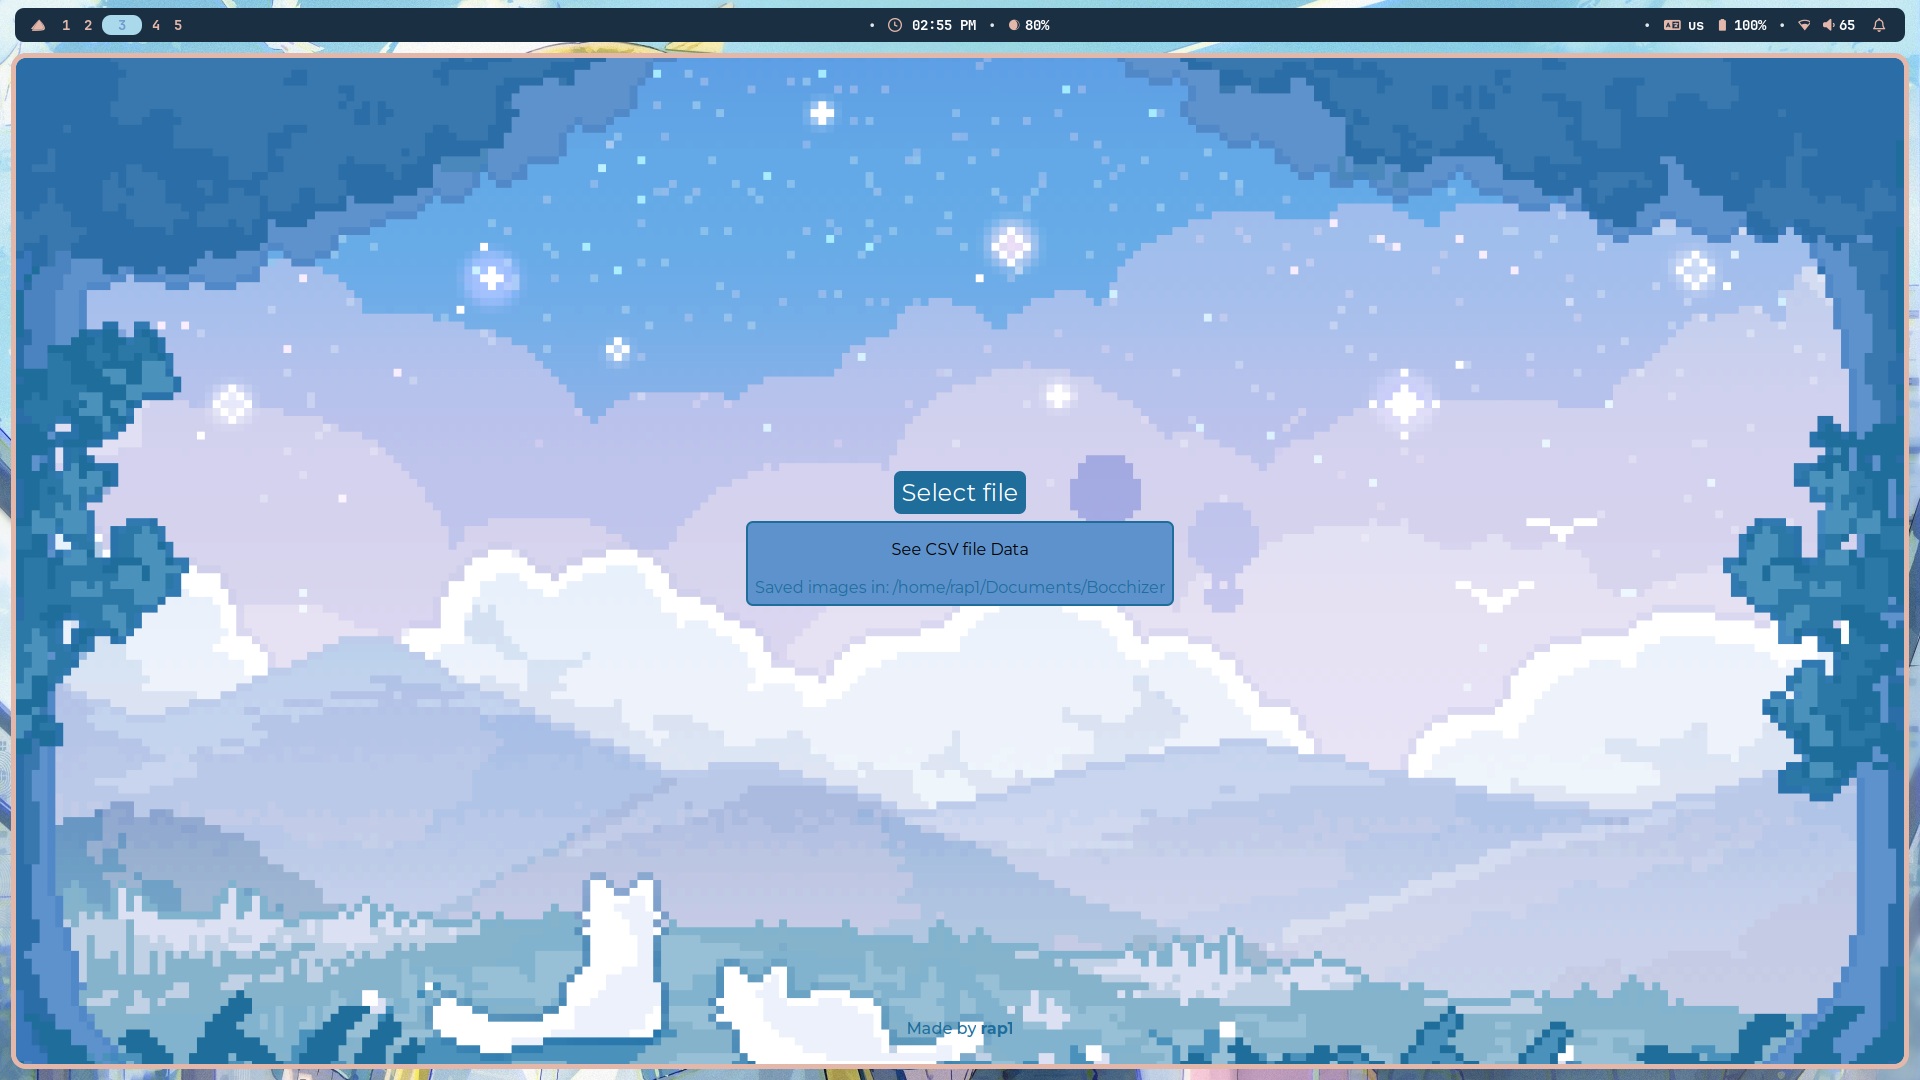 1 2 3 4 5
02:55 PM
80%
us
100%
65
Select file
See CSV file Data
Saved images in: /home/rap1/Documents/Bocchizer
Made by rap1